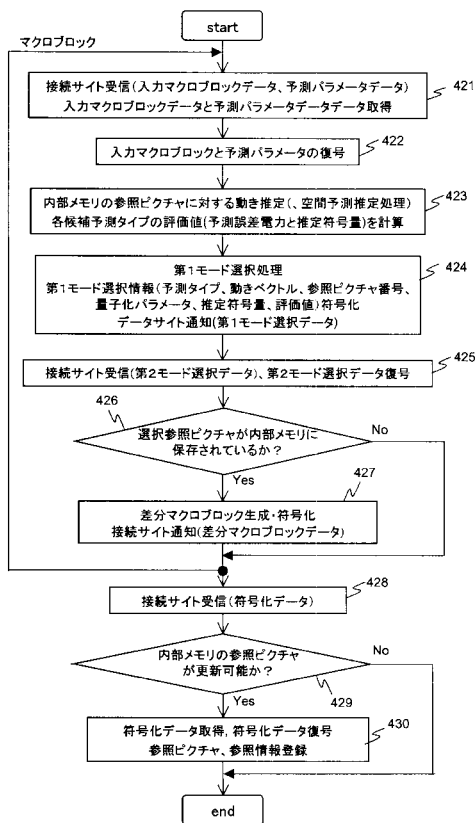 start
マクロブロック
接続サイト受信(入力マクロブロックデータ、予測パラメータデータ)
入力マクロブロックデータと予測パラメータデータデータ取得
421
422
入力マクロブロックと予測パラメータの復号
内部メモリの参照ピクチャに対する動き推定(、空間予測推定処理)
各候補予測タイプの評価値(予測誤差電力と推定符号量)を計算
423
第1モード選択処理
第1モード選択情報(予測タイプ、動きベクトル、参照ピクチャ番号、
量子化パラメータ、推定符号量、評価値)符号化
データサイト通知(第1モード選択データ)
424
425
接続サイト受信(第2モード選択データ)、第2モード選択データ復号
426
選択参照ピクチャが内部メモリに
保存されているか?
No
Yes
427
差分マクロブロック生成・符号化
接続サイト通知(差分マクロブロックデータ)
428
接続サイト受信(符号化データ)
内部メモリの参照ピクチャ
が更新可能か?
No
429
Yes
430
符号化データ取得, 符号化データ復号
参照ピクチャ、参照情報登録
end